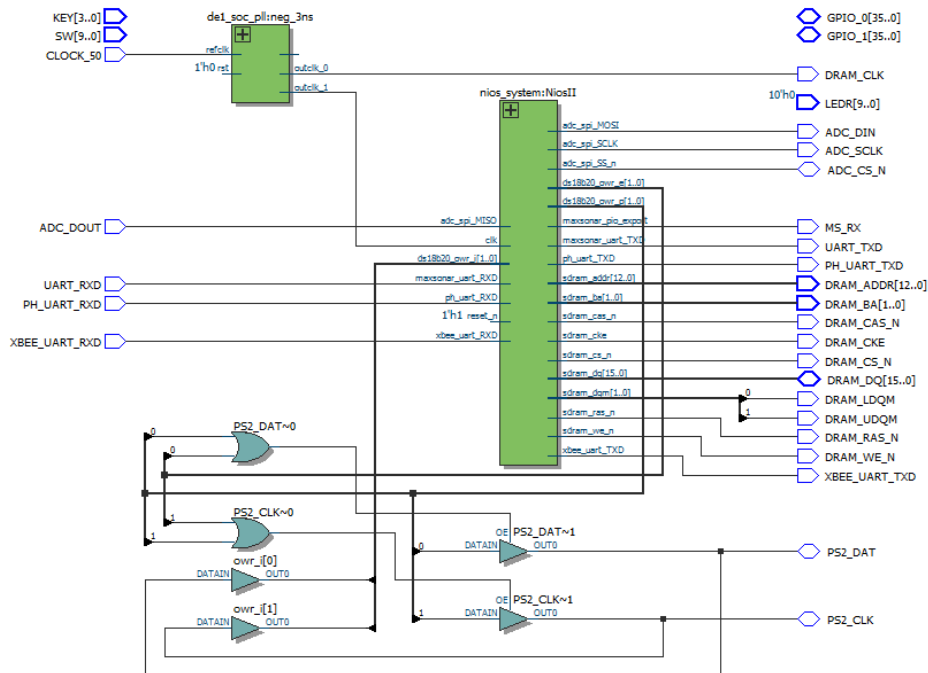 KEY[3..0]
SW[9..0]
CLOCK_50
de1_soc_pll:neg_3ns
refclk
1'h0 rst
outclk_0
outclk_1
GPIO_0[35..0]
GPIO_1[35..0]
DRAM_CLK
10'h0
LEDR[9..0]
nios_system:NiosII
adc_spi_MOSI
ADC_DIN
adc_spi_SCLK
ADC_SCLK
adc_spi_SS_n
ADC_CS_N
ds18b20_owr_e[1..0]
ds18b20_owr_p[1..0]
ADC_DOUT
adc_spi_MISO
maxsonar_pio_export
MS_RX
clk
maxsonar_uart_TXD
UART_TXD
ds18b20_owr_i[1..0]
ph_uart_TXD
PH_UART_TXD
UART_RXD
maxsonar_uart_RXD
sdram_addr[12..0]
DRAM_ADDR[12..0]
PH_UART_RXD
ph_uart_RXD
sdram_ba[1..0]
DRAM_BA[1..0]
1'h1 reset_n
sdram_cas_n
DRAM_CAS_N
XBEE_UART_RXD
xbee_uart_RXD
sdram_cke
DRAM_CKE
sdram_cs_n
DRAM_CS_N
sdram_dq[15..0]
DRAM_DQ[15..0]
sdram_dqm[1..0]
0
DRAM_LDQM
sdram_ras_n
1
DRAM_UDQM
sdram_we_n
DRAM_RAS_N
xbee_uart_TXD
DRAM_WE_N
XBEE_UART_TXD
PS2_DAT~0
0
0
PS2_CLK~0
1
1
OE
PS2_DAT~1
0
DATAIN
OUT0
PS2_DAT
owr_i[0]
DATAIN
OUT0
OE
PS2_CLK~1
1
DATAIN
OUT0
PS2_CLK
owr_i[1]
DATAIN
OUT0